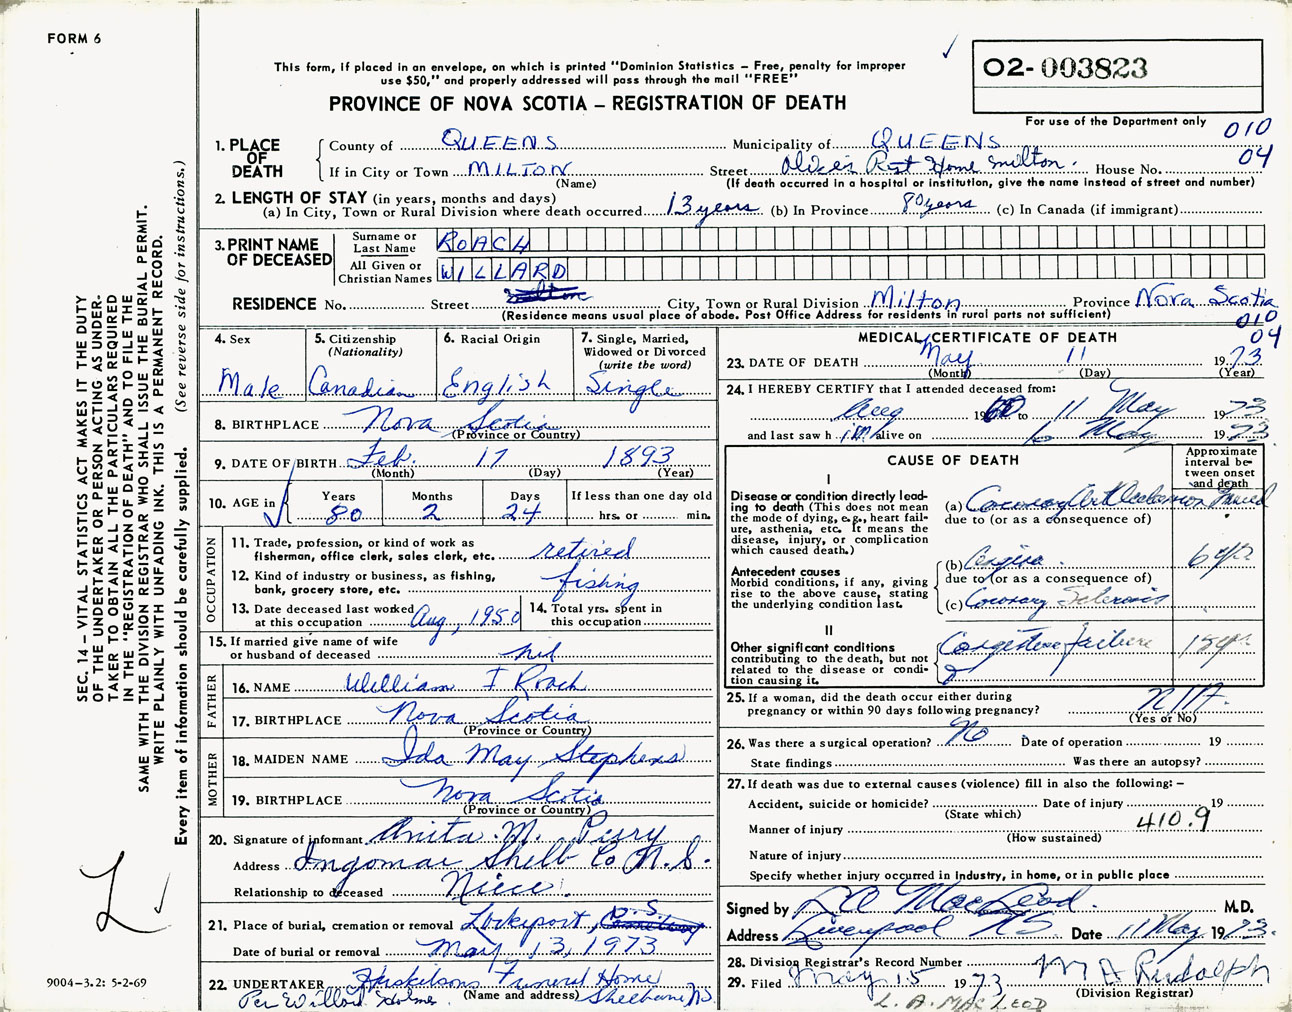 FORM 6
This form, if placed in an envelope, on which is printed "Dominion Statistics – Free, penalty for improper
use $50," and properly addressed will pass through the mail "FREE"
PROVINCE OF NOVA SCOTIA – REGISTRATION OF DEATH
O2- 003823
For use of the Department only
010
04
1. PLACE OF DEATH
County of QUEENS Municipality of QUEENS
If in City or Town MILTON Street Olive's Rest Home Milton. House No.
(Name) (If death occurred in a hospital or institution, give the name instead of street and number)
2. LENGTH OF STAY (in years, months and days)
(a) In City, Town or Rural Division where death occurred 13 years (b) In Province 80 years (c) In Canada (if immigrant)
3. PRINT NAME OF DECEASED
Surname or Last Name ROACH
All Given or Christian Names WILLARD
RESIDENCE No. Street City, Town or Rural Division Milton Province Nova Scotia
(Residence means usual place of abode. Post Office Address for residents in rural parts not sufficient)
010
04
4. Sex Male
5. Citizenship (Nationality) Canadian
6. Racial Origin English
7. Single, Married, Widowed or Divorced (write the word) Single
8. BIRTHPLACE Nova Scotia
(Province or Country)
9. DATE OF BIRTH Feb. 17 1893
(Month) (Day) (Year)
10. AGE in Years 80 Months 2 Days 24 If less than one day old hrs. or min.
OCCUPATION
11. Trade, profession, or kind of work as
fisherman, office clerk, sales clerk, etc. retired
12. Kind of industry or business, as fishing,
bank, grocery store, etc. fishing
13. Date deceased last worked
at this occupation Aug, 1950
14. Total yrs. spent in
this occupation
15. If married give name of wife
or husband of deceased nil
FATHER
16. NAME William I Roach
17. BIRTHPLACE Nova Scotia
(Province or Country)
MOTHER
18. MAIDEN NAME Ida May Stephens
19. BIRTHPLACE Nova Scotia
(Province or Country)
20. Signature of informant Anita M. Perry
Address Ingomar Shelb Co N.S.
Relationship to deceased Niece
21. Place of burial, cremation or removal Lockeport, N.S.
Date of burial or removal May 13, 1973
22. UNDERTAKER Funeral Home
Per Willard Holmes. (Name and address) Shelburne N.S.
MEDICAL CERTIFICATE OF DEATH
23. DATE OF DEATH May 11 1973
(Month) (Day) (Year)
24. I HEREBY CERTIFY that I attended deceased from:
Aug 1960 to 11 May 1973
and last saw him alive on 6 May 1973.
CAUSE OF DEATH
Approximate interval between onset and death
I
Disease or condition directly leading to death (This does not mean the mode of dying, e.g., heart failure, asthenia, etc. It means the disease, injury, or complication which caused death.)
(a) Coronary Art Occlusion
due to (or as a consequence of)
Antecedent causes
Morbid conditions, if any, giving rise to the above cause, stating the underlying condition last.
(b) Angina. 6 yr
due to (or as a consequence of)
(c) Coronary Sclerosis
II
Other significant conditions
contributing to the death, but not related to the disease or condition causing it.
Congestive failure
25. If a woman, did the death occur either during
pregnancy or within 90 days following pregnancy? N/A.
(Yes or No)
26. Was there a surgical operation? No Date of operation 19
State findings Was there an autopsy?
27. If death was due to external causes (violence) fill in also the following: –
Accident, suicide or homicide? Date of injury 19
(State which)
Manner of injury 410.9
(How sustained)
Nature of injury
Specify whether injury occurred in industry, in home, or in public place
Signed by MacLeod. M.D.
Address Liverpool NS Date 11 May 1973.
28. Division Registrar's Record Number
29. Filed May 15 1973 Rudolph
(Division Registrar)
L. A. MACLEOD
SEC. 14 – VITAL STATISTICS ACT MAKES IT THE DUTY
OF THE UNDERTAKER OR PERSON ACTING AS UNDERTAKER TO OBTAIN ALL THE PARTICULARS REQUIRED
IN THE "REGISTRATION OF DEATH" AND TO FILE THE
SAME WITH THE DIVISION REGISTRAR WHO SHALL ISSUE THE BURIAL PERMIT.
WRITE PLAINLY WITH UNFADING INK. THIS IS A PERMANENT RECORD.
Every item of information should be carefully supplied. (See reverse side for instructions.)
L
9004–3.2: 5-2-69